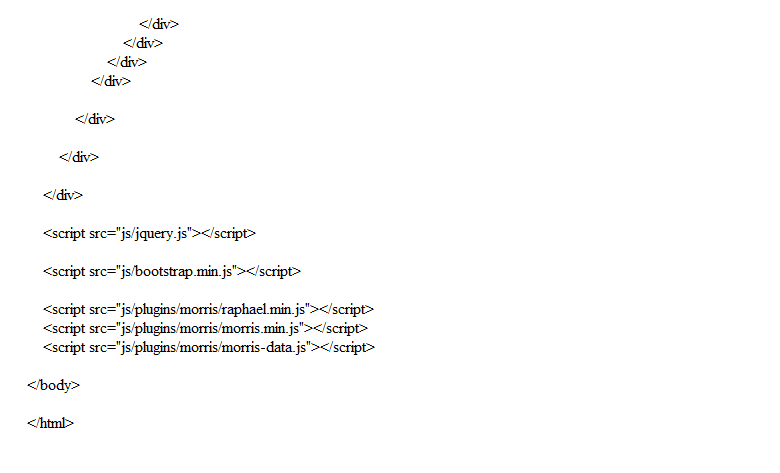 </div>
</div>
</div>
</div>
</div>
</div>
</div>
<script src="js/jquery.js"></script>
<script src="js/bootstrap.min.js"></script>
<script src="js/plugins/morris/raphael.min.js"></script>
<script src="js/plugins/morris/morris.min.js"></script>
<script src="js/plugins/morris/morris-data.js"></script>
</body>
</html>